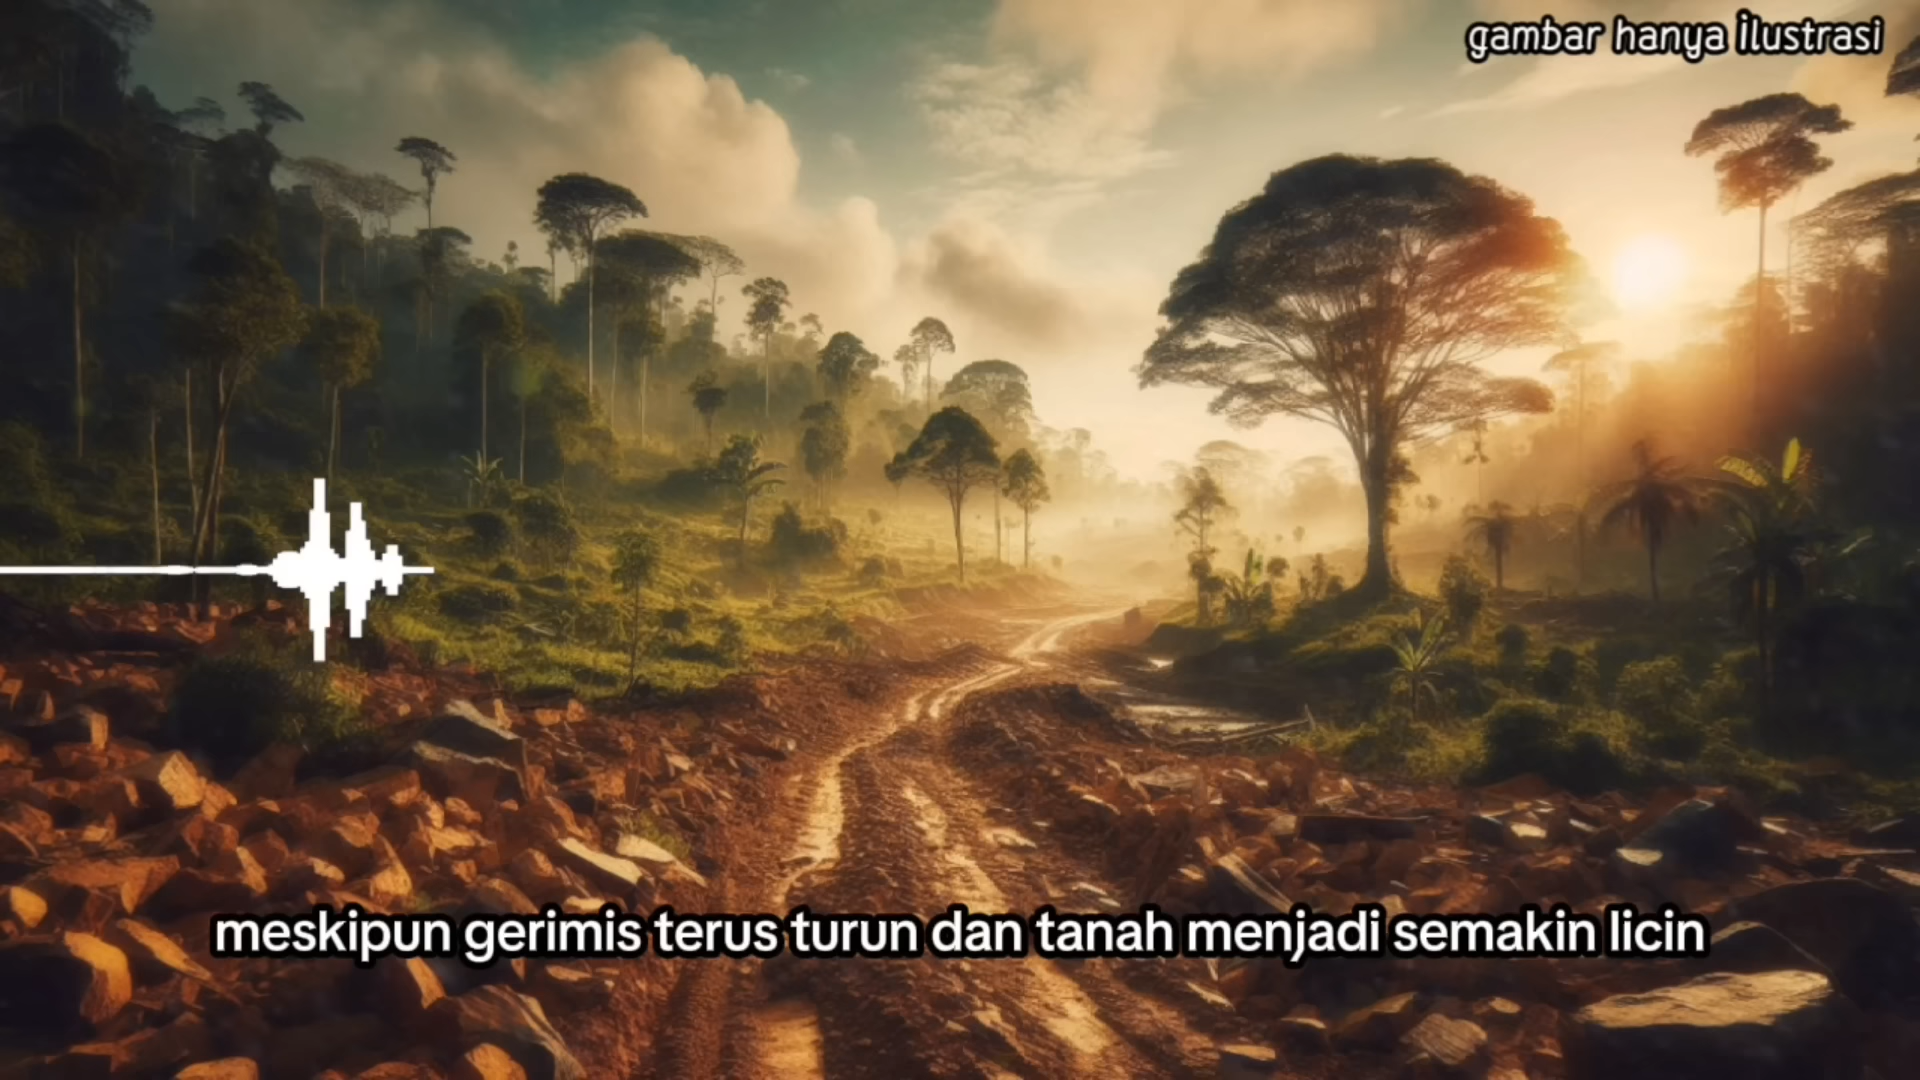 gambar hanya ilustrasi
meskipun gerimis terus turun dan tanah menjadi semakin licin